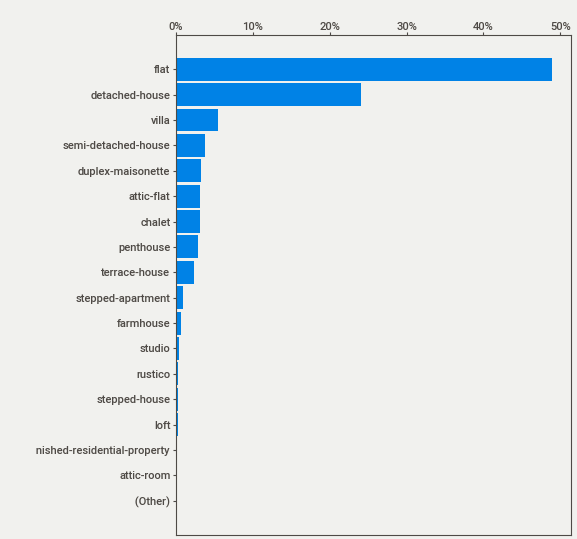 0% 10% 20% 30% 40% 50%
flat
detached-house
villa
semi-detached-house
duplex-maisonette
attic-flat
chalet
penthouse
terrace-house
stepped-apartment
farmhouse
studio
rustico
stepped-house
loft
nished-residential-property
attic-room
(Other)